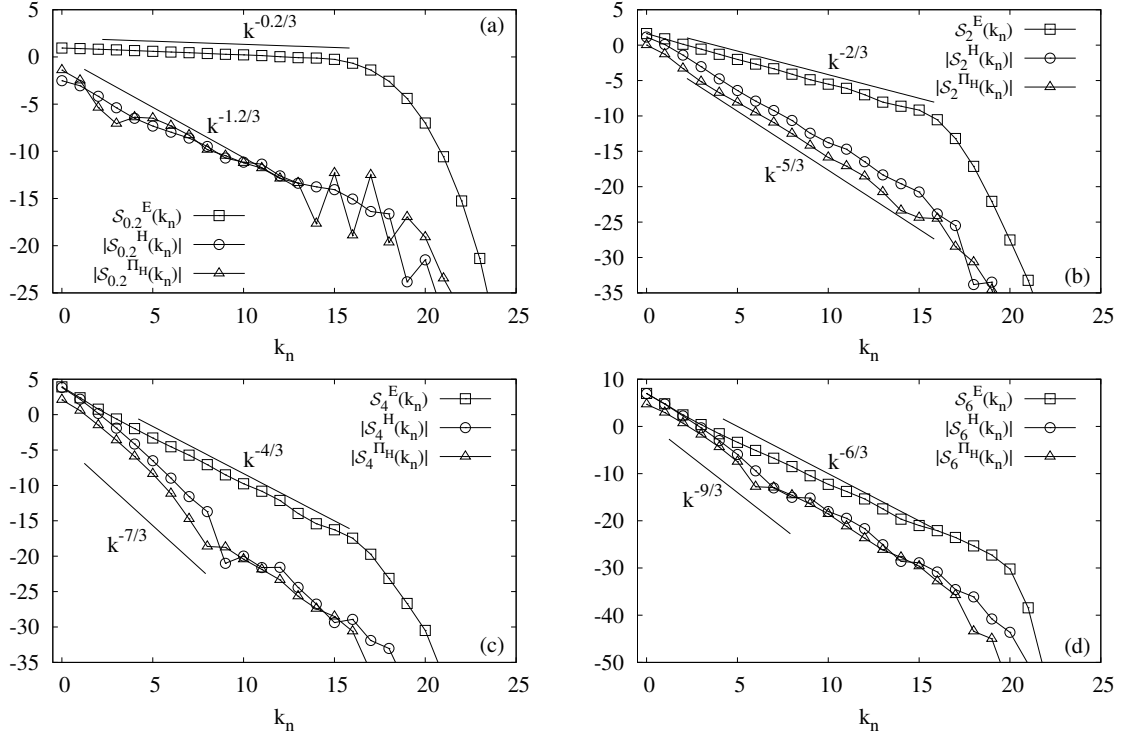 (a)
k^-0.2/3
k^-1.2/3
S_0.2^E(k_n)
|S_0.2^H(k_n)|
|S_0.2^Π_H(k_n)|
5
0
-5
-10
-15
-20
-25
0 5 10 15 20 25
k_n
S_2^E(k_n)
|S_2^H(k_n)|
|S_2^Π_H(k_n)|
k^-2/3
k^-5/3
(b)
5
0
-5
-10
-15
-20
-25
-30
-35
0 5 10 15 20 25
k_n
S_4^E(k_n)
|S_4^H(k_n)|
|S_4^Π_H(k_n)|
k^-4/3
k^-7/3
(c)
5
0
-5
-10
-15
-20
-25
-30
-35
0 5 10 15 20 25
k_n
S_6^E(k_n)
|S_6^H(k_n)|
|S_6^Π_H(k_n)|
k^-6/3
k^-9/3
(d)
10
0
-10
-20
-30
-40
-50
0 5 10 15 20 25
k_n